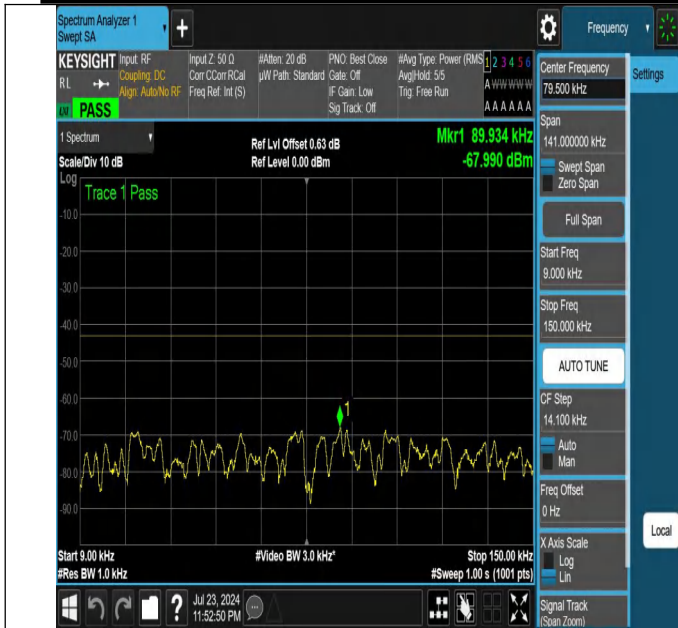 Spectrum Analyzer 1
Swept SA
+
Frequency
KEYSIGHT
RL
LXI
PASS
Input: RF
Coupling: DC
Align: Auto/No RF
Input Z: 50 Ω
Corr CCorr RCal
Freq Ref: Int (S)
#Atten: 20 dB
µW Path: Standard
PNO: Best Close
Gate: Off
IF Gain: Low
Sig Track: Off
#Avg Type: Power (RMS
Avg|Hold: 5/5
Trig: Free Run
1 2 3 4 5 6
A W W W W W
A A A A A A
1 Spectrum
Scale/Div 10 dB
Ref Lvl Offset 0.63 dB
Ref Level 0.00 dBm
Mkr1 89.934 kHz
-67.990 dBm
Log
Trace 1 Pass
-10.0
-20.0
-30.0
-40.0
-50.0
-60.0
-70.0
-80.0
-90.0
1
Start 9.00 kHz
#Res BW 1.0 kHz
#Video BW 3.0 kHz*
Stop 150.00 kHz
#Sweep 1.00 s (1001 pts)
?
Jul 23, 2024
11:52:50 PM
Center Frequency
79.500 kHz
Settings
Span
141.000000 kHz
Swept Span
Zero Span
Full Span
Start Freq
9.000 kHz
Stop Freq
150.000 kHz
AUTO TUNE
CF Step
14.100 kHz
Auto
Man
Freq Offset
0 Hz
X Axis Scale
Log
Lin
Local
Signal Track
(Span Zoom)